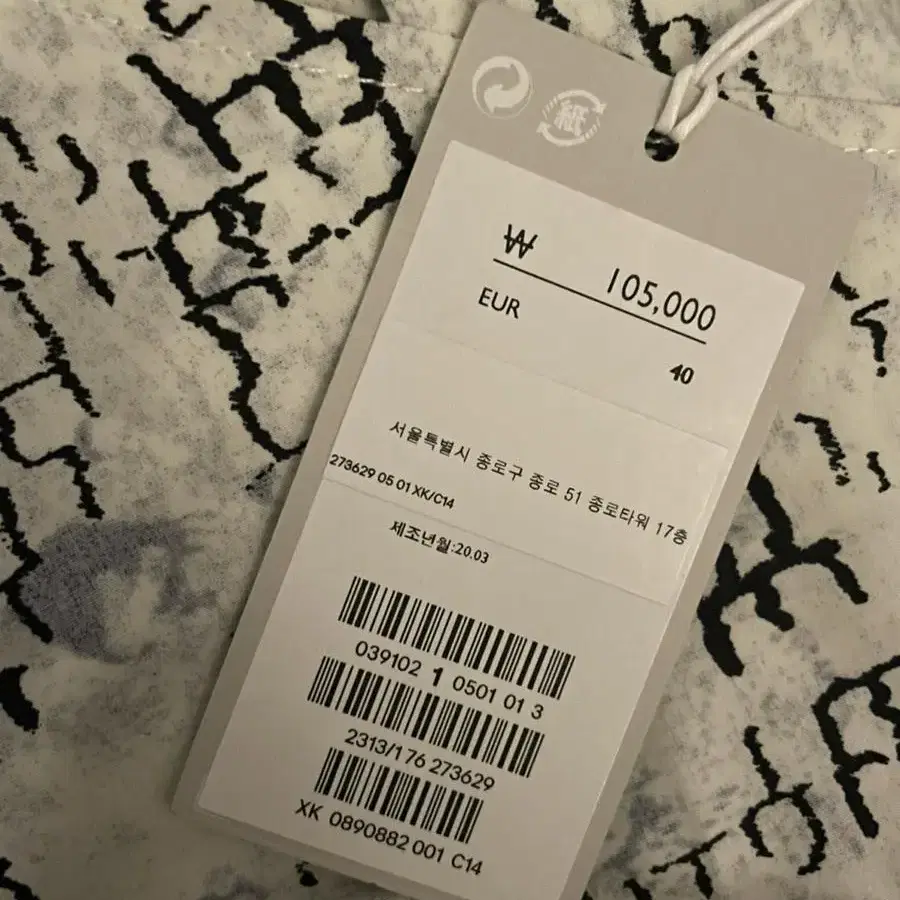 紙
₩ 105,000
EUR
40
서울특별시 종로구 종로 51 종로타워 17층
273629 05 01 XK/C14
제조년월:20.03
039102 1 0501 01 3
2313/176 273629
XK 0890882 001 C14